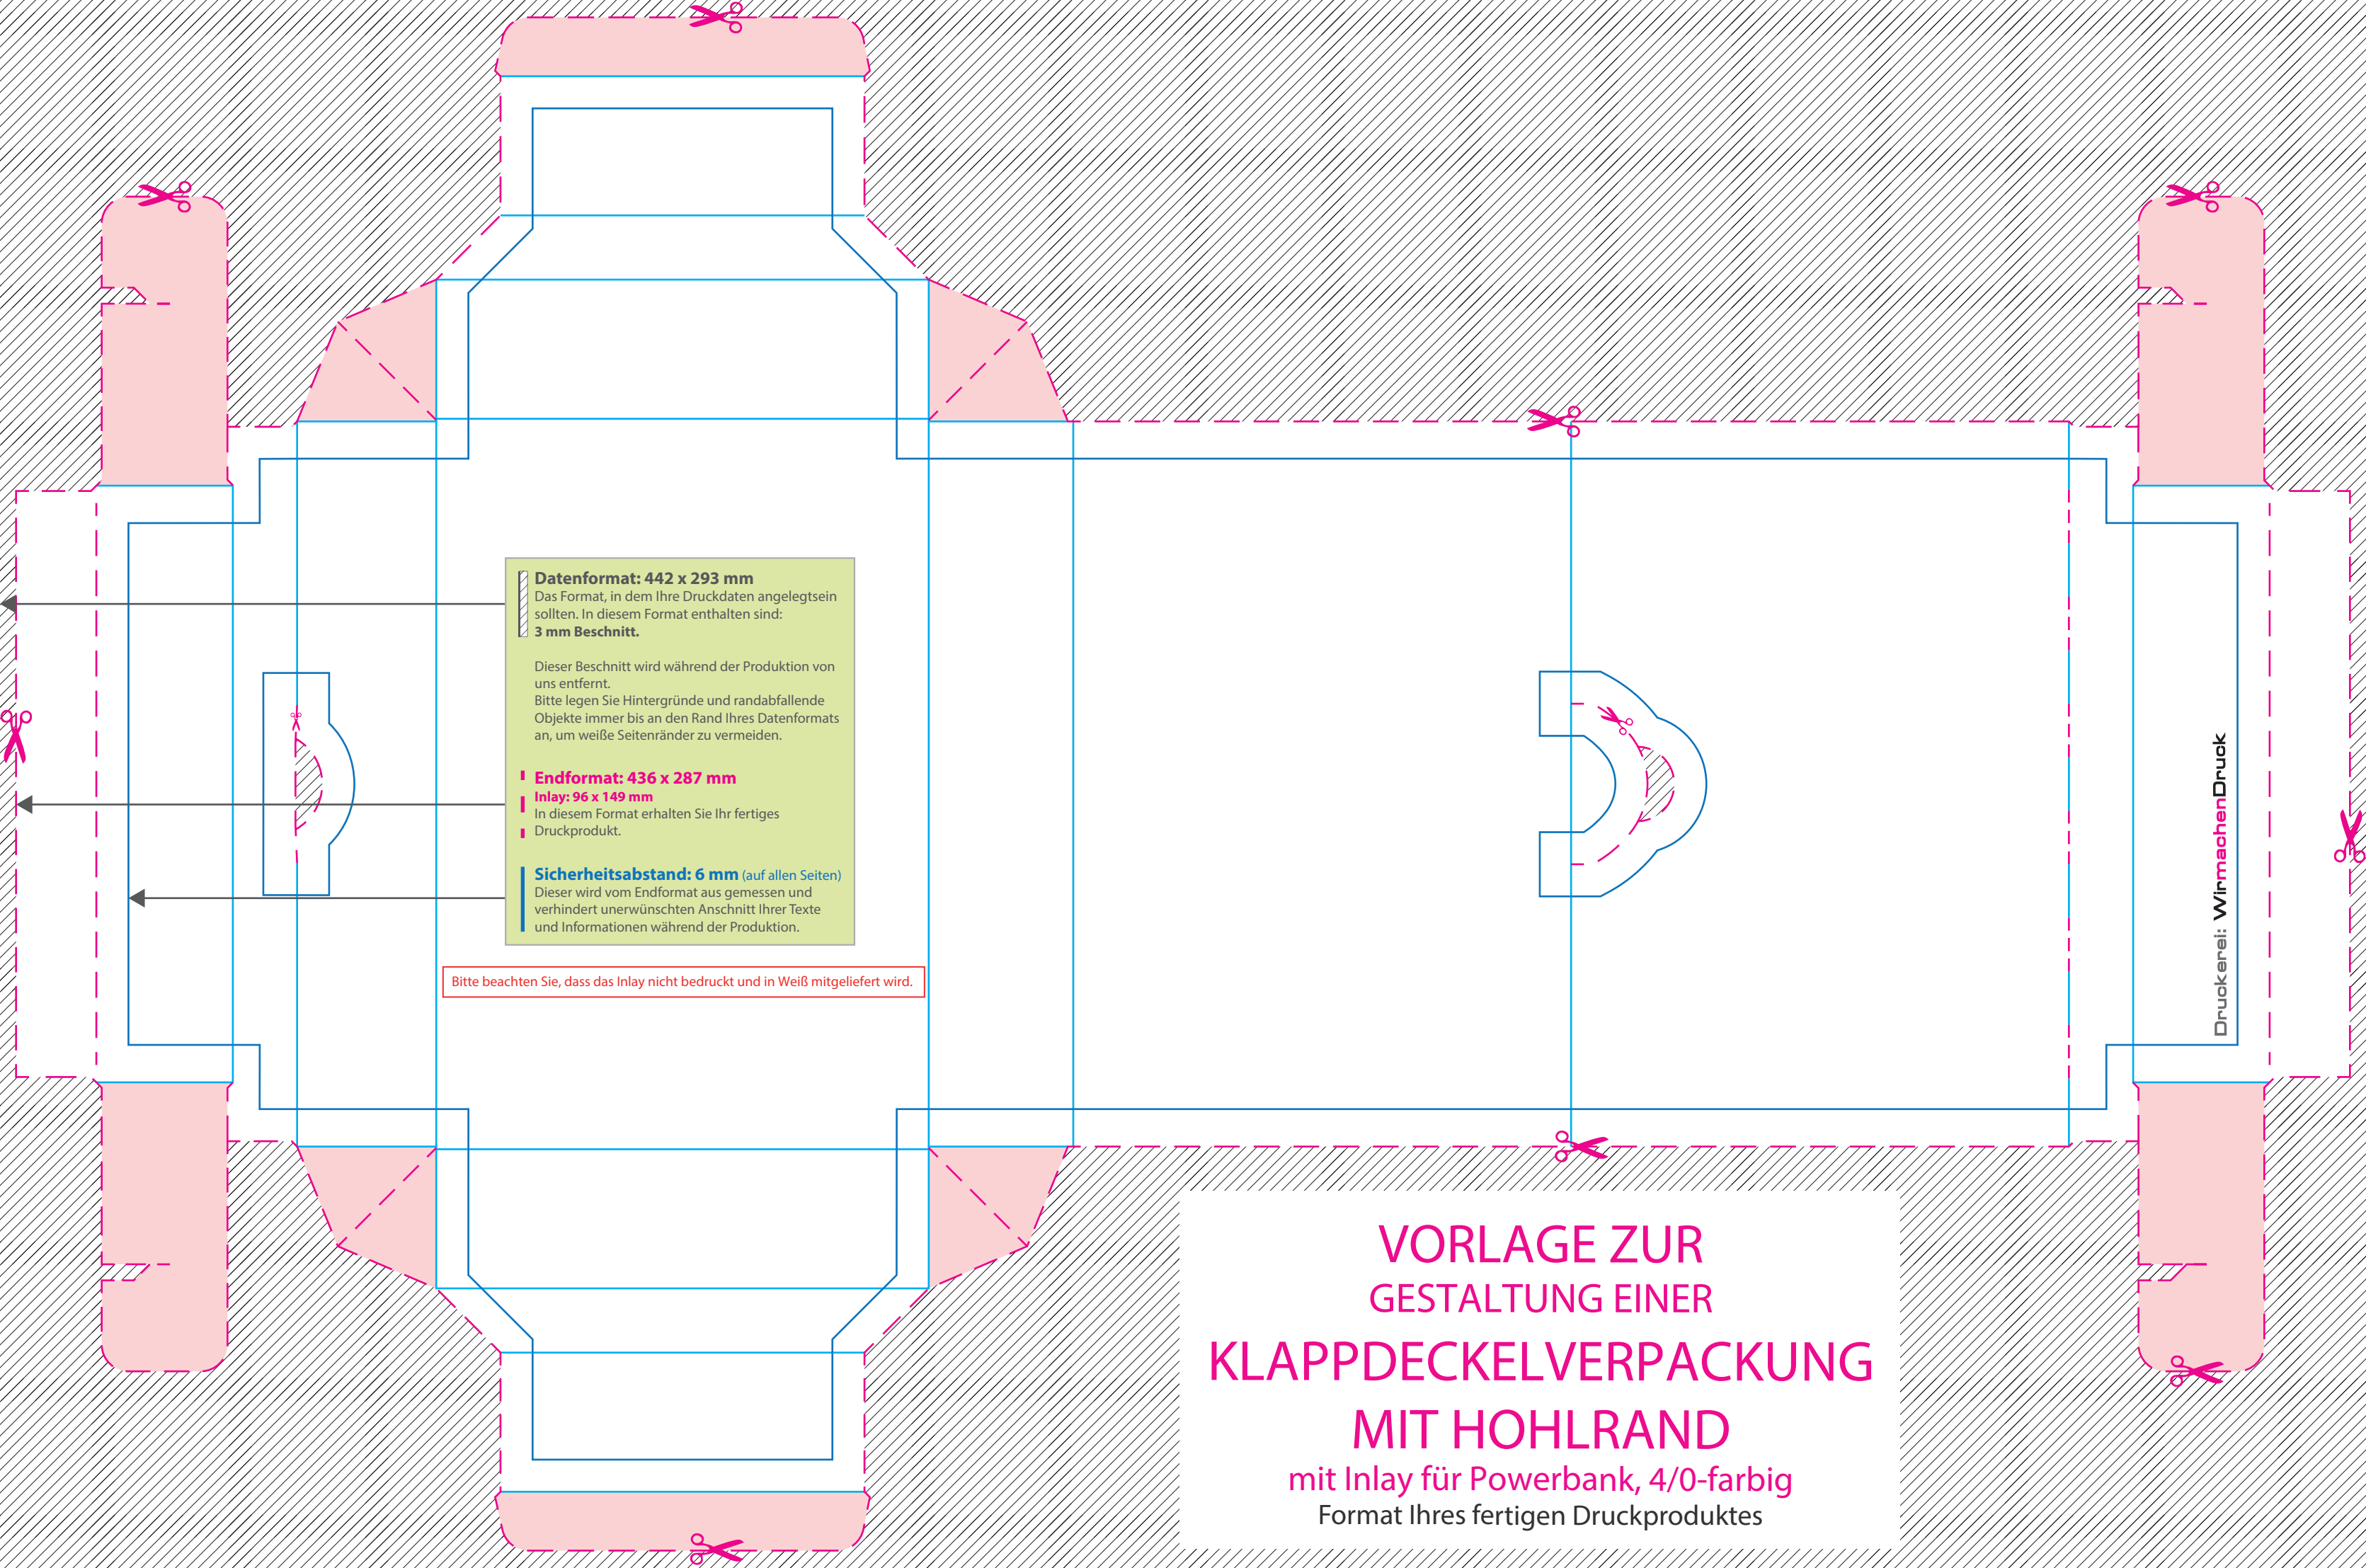 Datenformat: 442 x 293 mm
Das Format, in dem Ihre Druckdaten angelegtsein
sollten. In diesem Format enthalten sind:
3 mm Beschnitt.
Dieser Beschnitt wird während der Produktion von
uns entfernt.
Bitte legen Sie Hintergründe und randabfallende
Objekte immer bis an den Rand Ihres Datenformats
an, um weiße Seitenränder zu vermeiden.
Endformat: 436 x 287 mm
Inlay: 96 x 149 mm
In diesem Format erhalten Sie Ihr fertiges
Druckprodukt.
Sicherheitsabstand: 6 mm (auf allen Seiten)
Dieser wird vom Endformat aus gemessen und
verhindert unerwünschten Anschnitt Ihrer Texte
und Informationen während der Produktion.
Bitte beachten Sie, dass das Inlay nicht bedruckt und in Weiß mitgeliefert wird.
Druckerei: WirmachenDruck
VORLAGE ZUR
GESTALTUNG EINER
KLAPPDECKELVERPACKUNG
MIT HOHLRAND
mit Inlay für Powerbank, 4/0-farbig
Format Ihres fertigen Druckproduktes